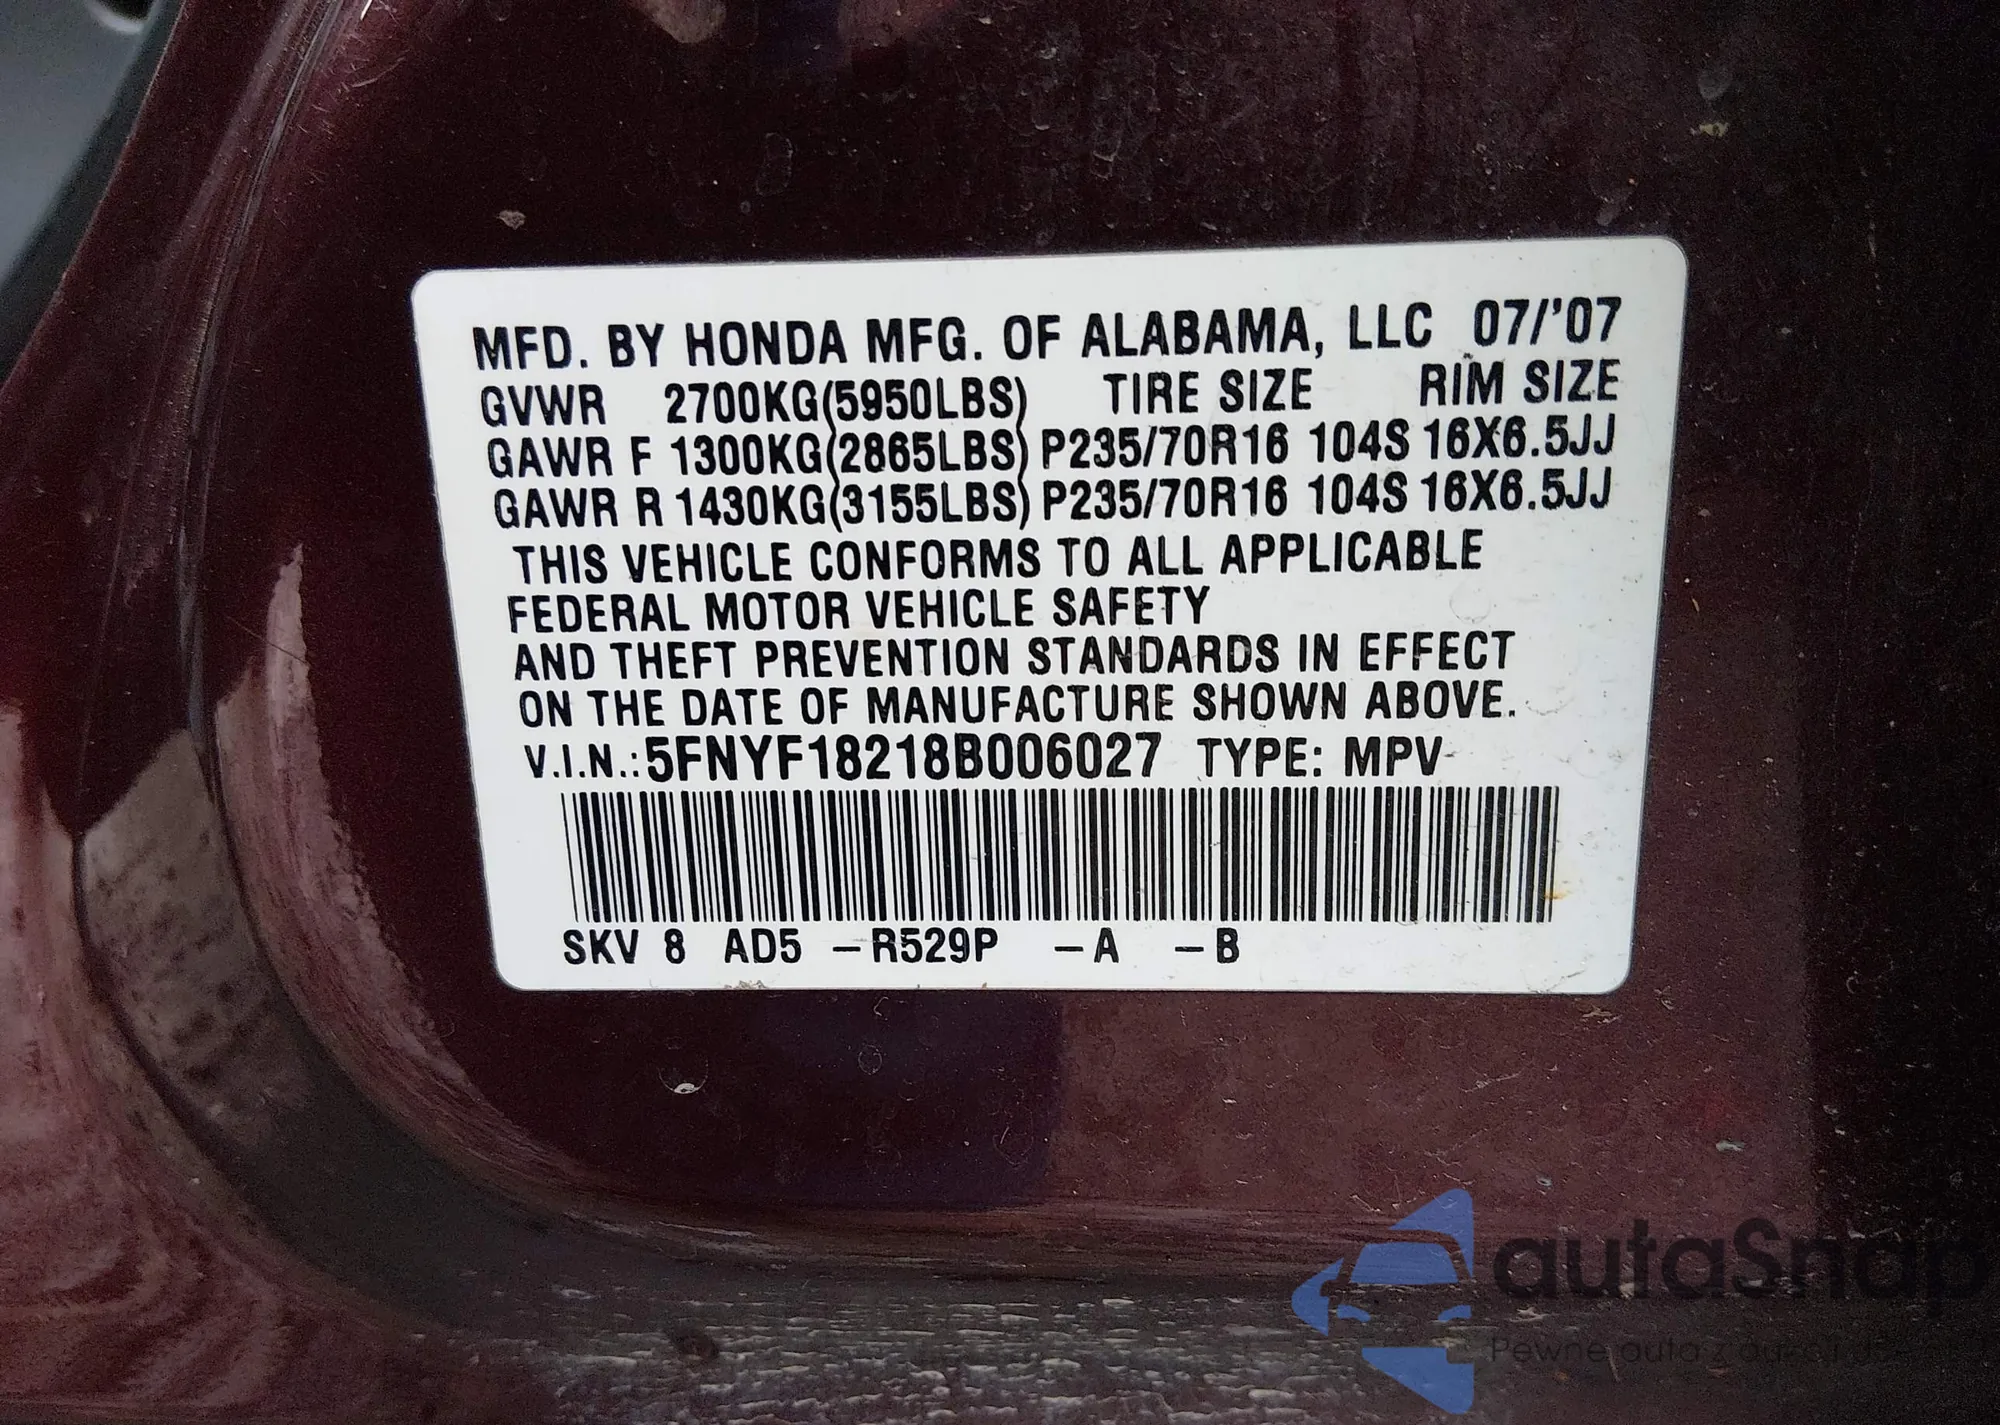 MFD. BY HONDA MFG. OF ALABAMA, LLC 07/'07
GVWR 2700KG(5950LBS) TIRE SIZE RIM SIZE
GAWR F 1300KG(2865LBS) P235/70R16 104S 16X6.5JJ
GAWR R 1430KG(3155LBS) P235/70R16 104S 16X6.5JJ
THIS VEHICLE CONFORMS TO ALL APPLICABLE
FEDERAL MOTOR VEHICLE SAFETY
AND THEFT PREVENTION STANDARDS IN EFFECT
ON THE DATE OF MANUFACTURE SHOWN ABOVE.
V.I.N.: 5FNYF18218B006027 TYPE: MPV
SKV 8 AD5 –R529P –A –B
autaSnap
Pewne auta z